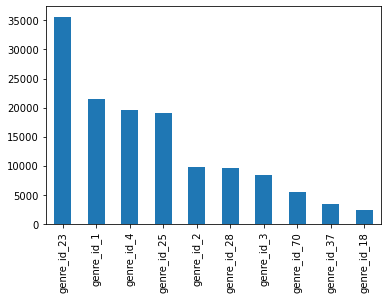 35000
30000
25000
20000
15000
10000
5000
0
genre_id_23
genre_id_1
genre_id_4
genre_id_25
genre_id_2
genre_id_28
genre_id_3
genre_id_70
genre_id_37
genre_id_18